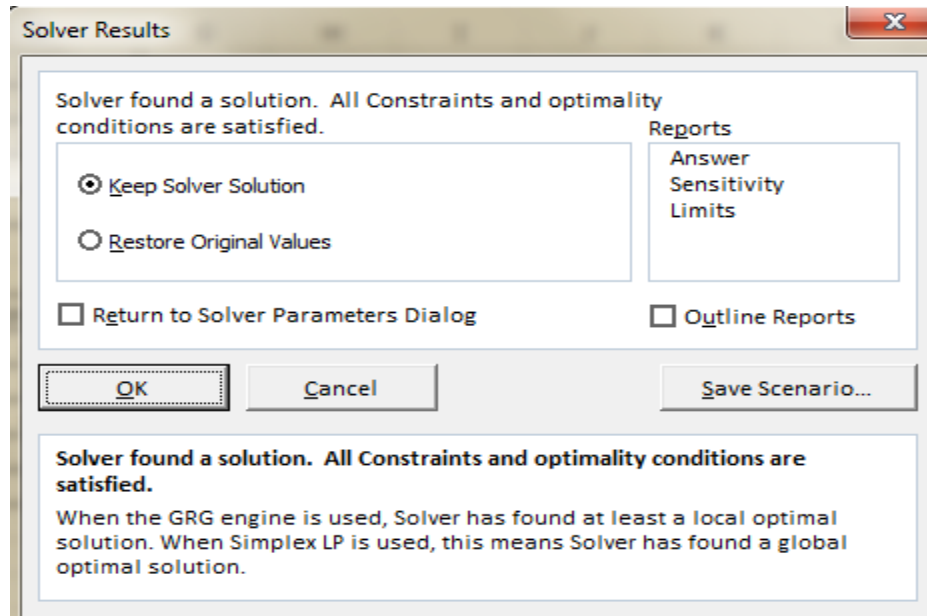 Solver Results
Solver found a solution.  All Constraints and optimality
conditions are satisfied.
Reports
Keep Solver Solution
Restore Original Values
Answer
Sensitivity
Limits
Return to Solver Parameters Dialog
Outline Reports
OK
Cancel
Save Scenario...
Solver found a solution.  All Constraints and optimality conditions are
satisfied.
When the GRG engine is used, Solver has found at least a local optimal
solution. When Simplex LP is used, this means Solver has found a global
optimal solution.